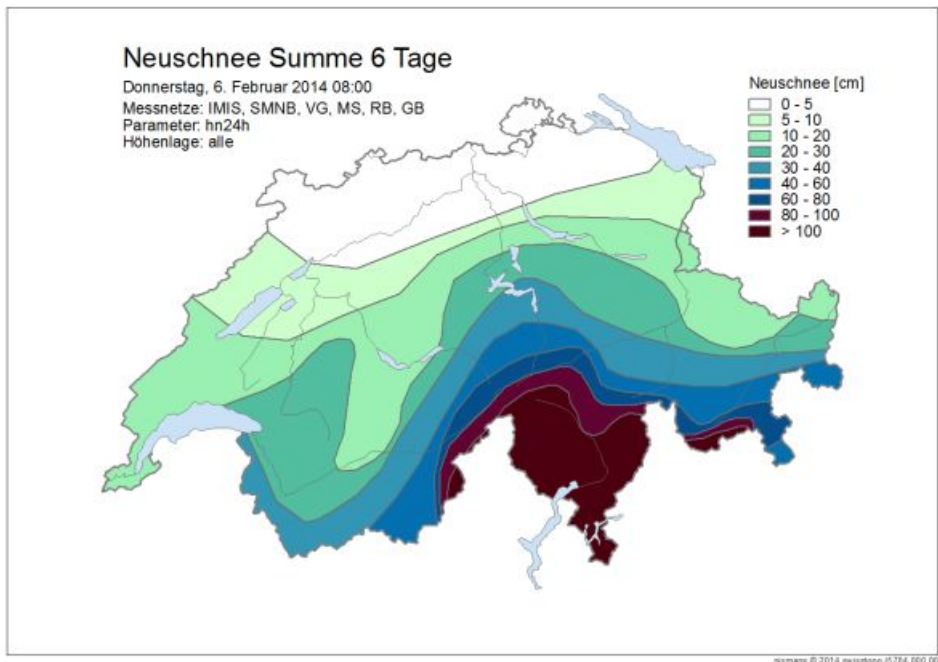 Neuschnee Summe 6 Tage
Donnerstag, 6. Februar 2014 08:00
Messnetze: IMIS, SMNB, VG, MS, RB, GB
Parameter: hn24h
Höhenlage: alle
Neuschnee [cm]
0 - 5
5 - 10
10 - 20
20 - 30
30 - 40
40 - 60
60 - 80
80 - 100
> 100
© 2014